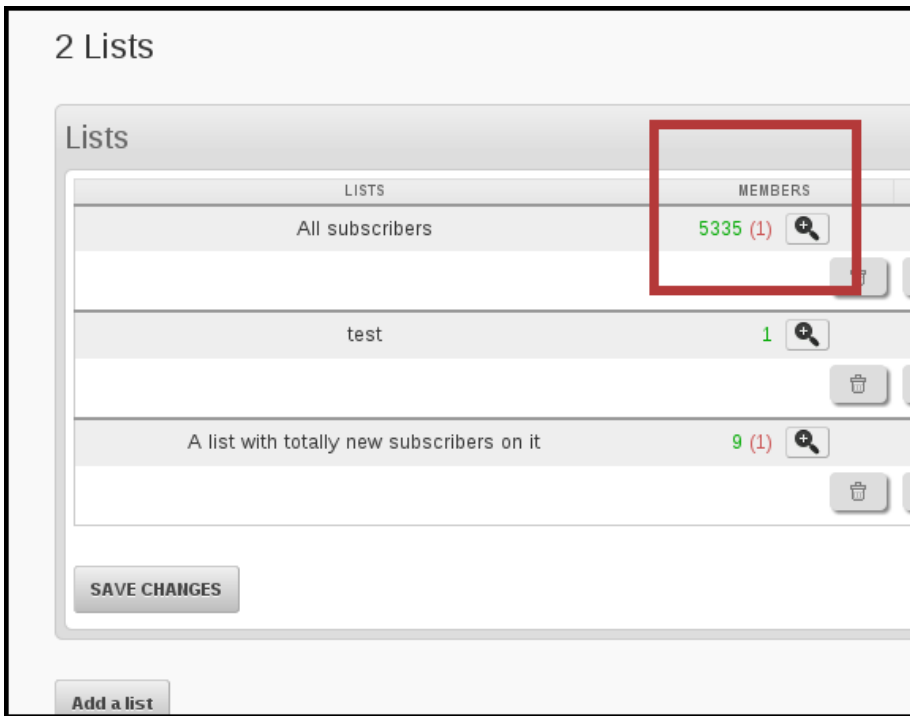 2 Lists
Lists
LISTS MEMBERS
All subscribers 5335 (1)
test 1
A list with totally new subscribers on it 9 (1)
SAVE CHANGES
Add a list